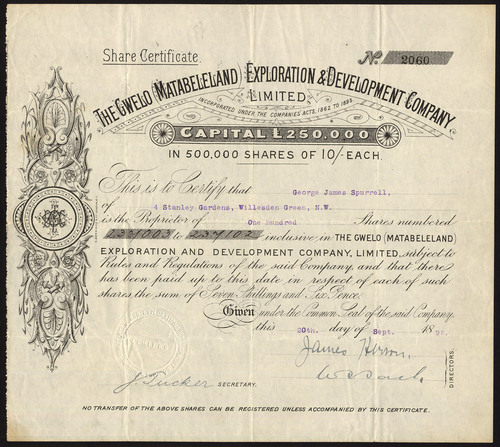 Share Certificate.
No. 2060
THE GWELO (MATABELELAND) EXPLORATION & DEVELOPMENT COMPANY
LIMITED
INCORPORATED UNDER THE COMPANIES ACTS, 1862 TO 1893
CAPITAL £250,000
IN 500,000 SHARES OF 10/- EACH.
This is to Certify that George James Spurrell,
of 4 Stanley Gardens, Willesden Green, N.W.
is the Proprietor of One Hundred Shares numbered
237003 to 237102 inclusive, in THE GWELO (MATABELELAND)
EXPLORATION AND DEVELOPMENT COMPANY, LIMITED, subject to
Rules and Regulations of the said Company, and that there
has been paid up to this date in respect of each of such
shares the sum of Seven Shillings and Six Pence.
Given under the Common Seal of the said Company,
this 20th. day of Sept. 189
James
J. Tucker SECRETARY.
DIRECTORS.
NO TRANSFER OF THE ABOVE SHARES CAN BE REGISTERED UNLESS ACCOMPANIED BY THIS CERTIFICATE.